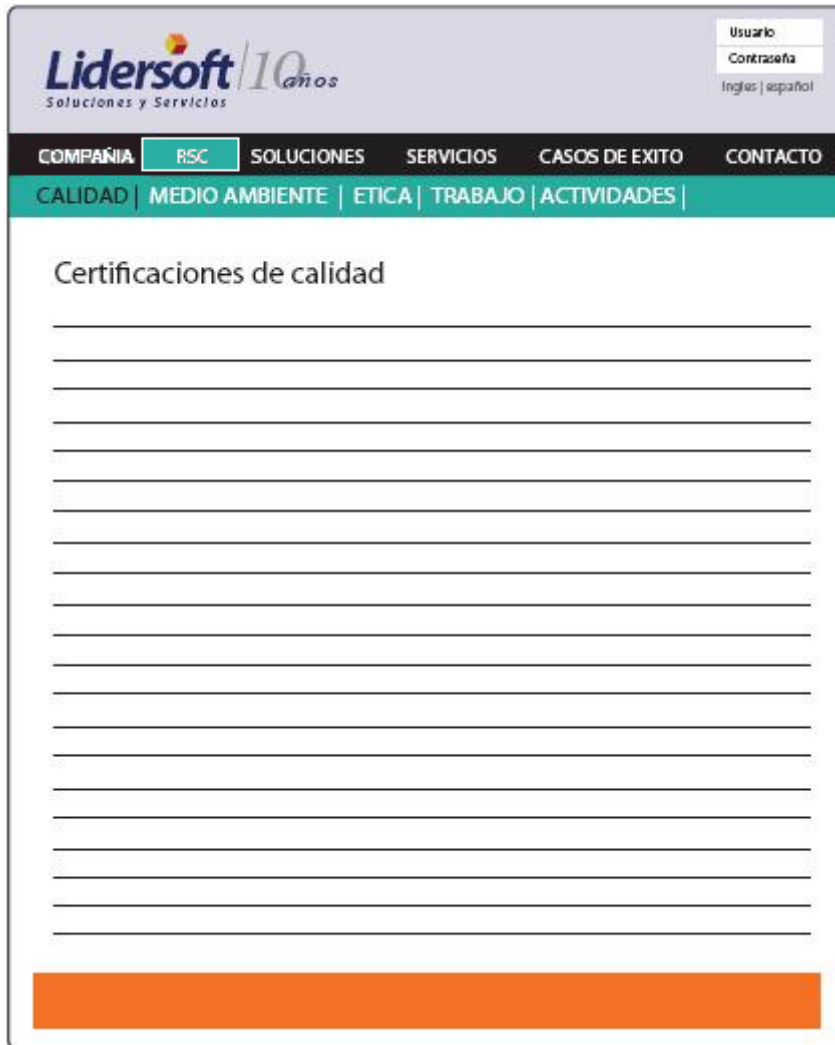 Usuario
Contraseña
Ingles | español
Lidersoft 10 años
Soluciones y Servicios
COMPAÑIA RSC SOLUCIONES SERVICIOS CASOS DE EXITO CONTACTO
CALIDAD | MEDIO AMBIENTE | ETICA | TRABAJO | ACTIVIDADES |
Certificaciones de calidad